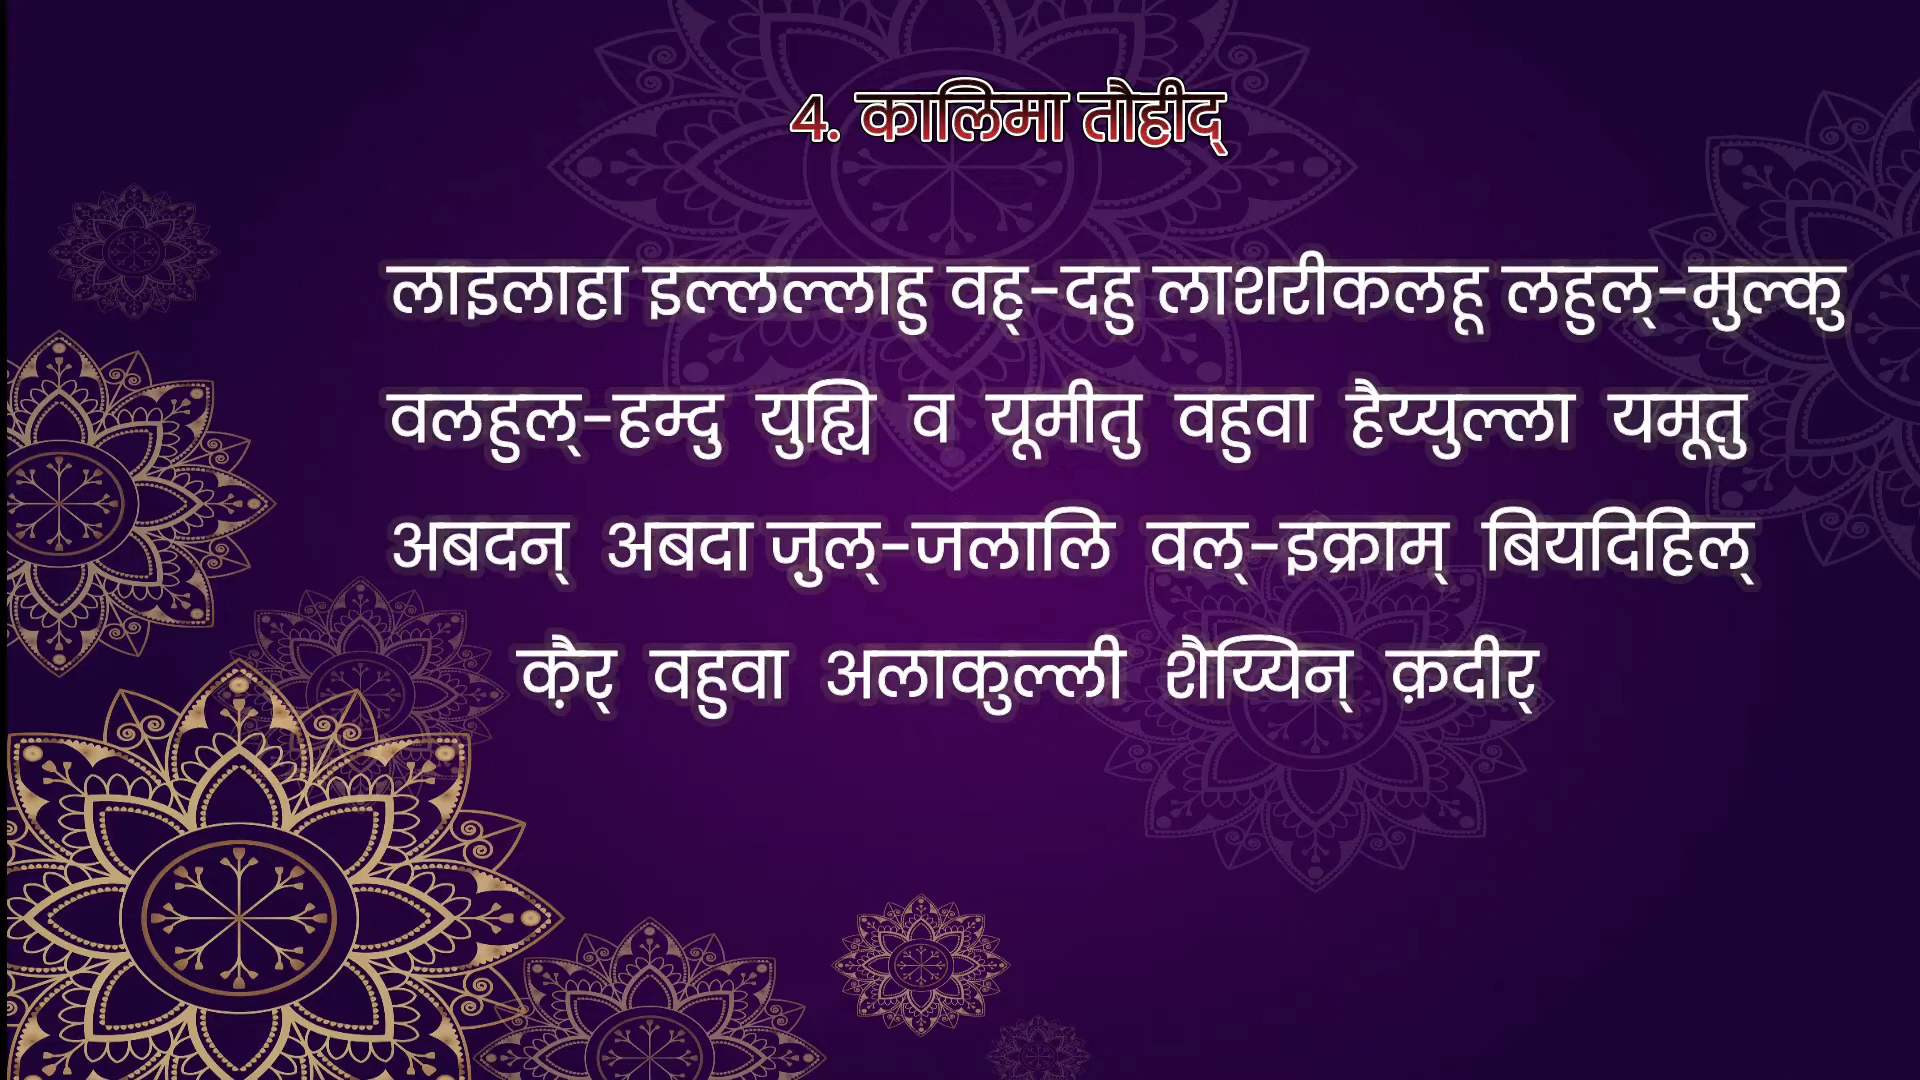 4. कालिमा तौहीद्
लाइलाहा इल्लल्लाहु वह्-दहु लाशरीकलहू लहुल्-मुल्कु
वलहुल्-हम्दु युह्यि व यूमीतु वहुवा हैय्युल्ला यमूतु
अबदन् अबदा जुल्-जलालि वल्-इक्राम् बियदिहिल्
क़ैर् वहुवा अलाकुल्ली शैय्यिन् क़दीर्